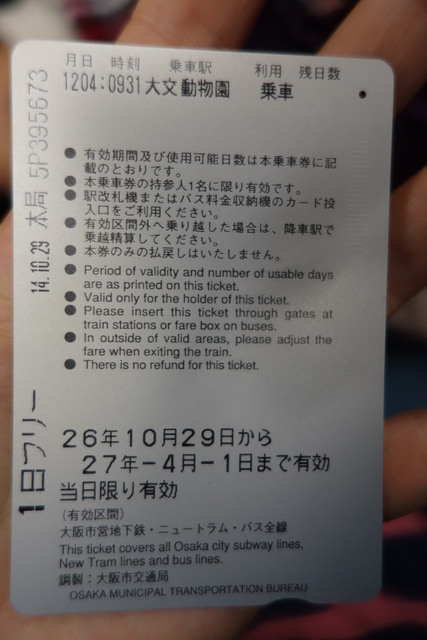 月日 時刻 乗車駅 利用 残日数
1204:0931大交動物園 乗車
● 有効期間及び使用可能日数は本乗車券に記
載のとおりです。
● 本乗車券の持参人1名に限り有効です。
● 駅改札機またはバス料金収納機のカード投
入口をご利用ください。
● 有効区間外へ乗り越した場合は、降車駅で
乗越精算してください。
● 本券のみの払戻しはいたしません。
● Period of validity and number of usable days
are as printed on this ticket.
● Valid only for the holder of this ticket.
● Please insert this ticket through gates at
train stations or fare box on buses.
● In outside of valid areas, please adjust the
fare when exiting the train.
● There is no refund for this ticket.
1日フリー 14.10.29 本局 5P395673
26年10月29日から
27年-4月-1日まで有効
当日限り有効
(有効区間)
大阪市営地下鉄・ニュートラム・バス全線
This ticket covers all Osaka city subway lines,
New Tram lines and bus lines.
調製：大阪市交通局
OSAKA MUNICIPAL TRANSPORTATION BUREAU